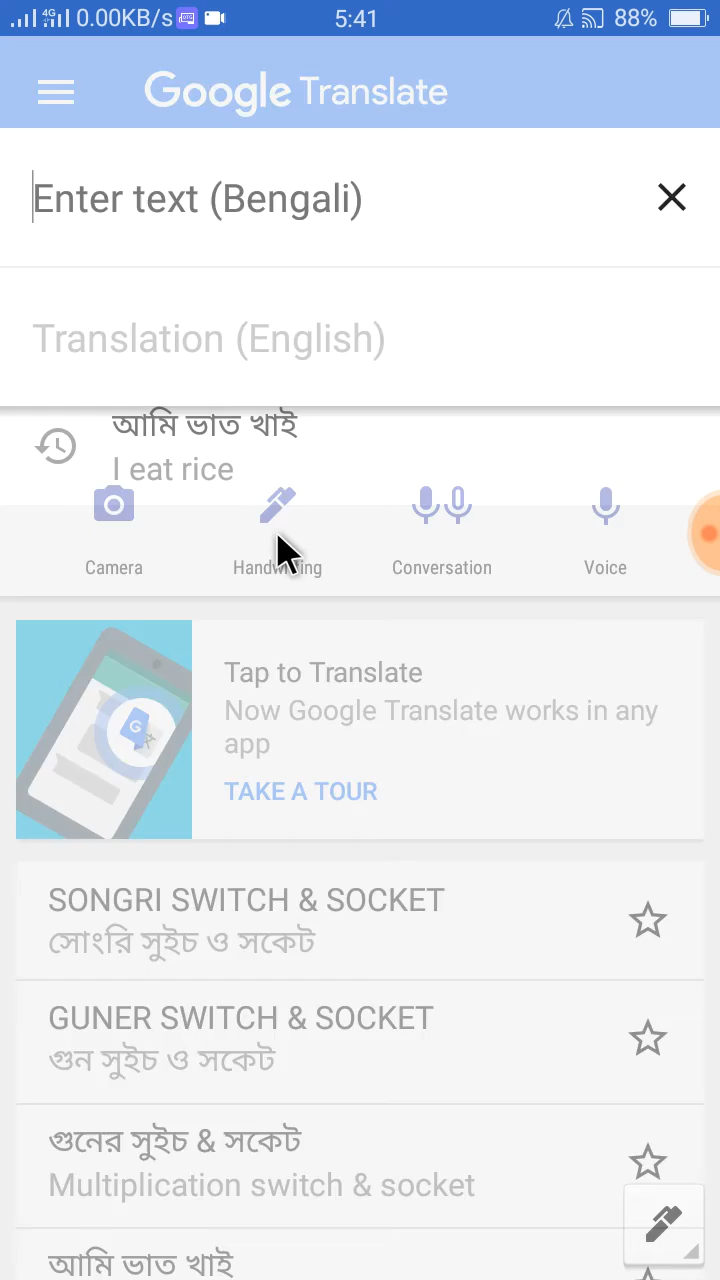 4G 0.00KB/s 5:41 88%
Google Translate
Enter text (Bengali)
Translation (English)
আমি ভাত খাই
I eat rice
Camera Handwriting Conversation Voice
Tap to Translate
Now Google Translate works in any
app
TAKE A TOUR
SONGRI SWITCH & SOCKET
সোংরি সুইচ ও সকেট
GUNER SWITCH & SOCKET
গুন সুইচ ও সকেট
গুনের সুইচ & সকেট
Multiplication switch & socket
আমি ভাত খাই